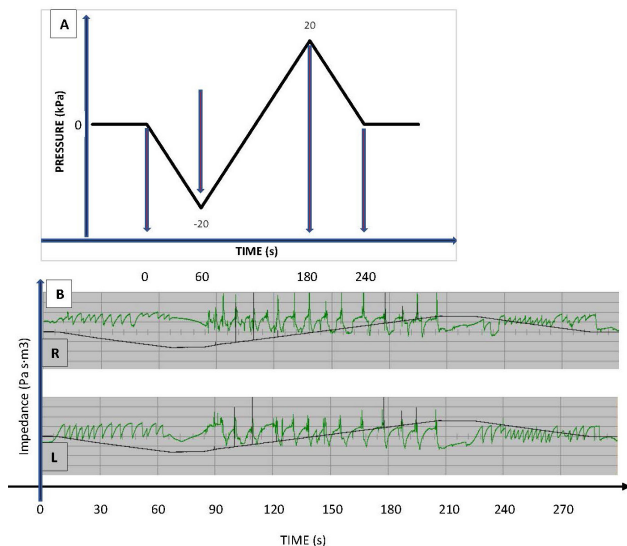 A
20
PRESSURE (kPa)
0
-20
TIME (s)
0 60 180 240
B
R
Impedance (Pa s·m3)
L
0 30 60 90 120 150 180 210 240 270
TIME (s)